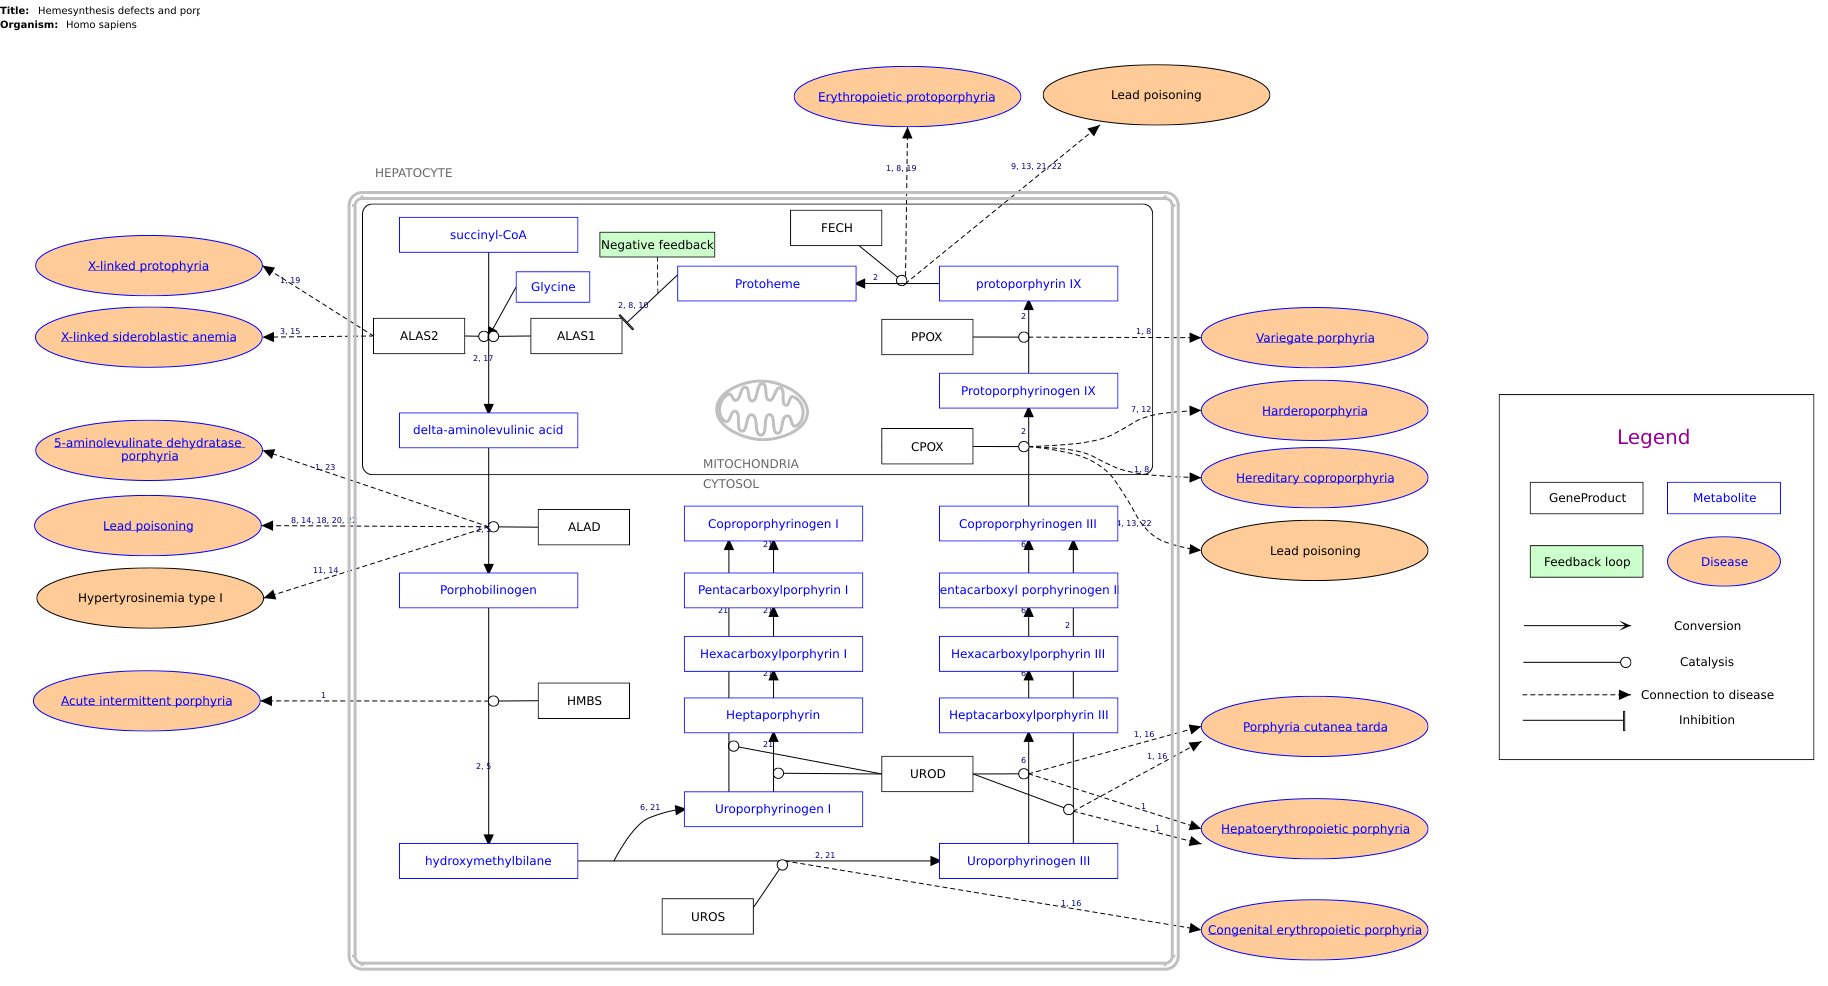 Title: Hemesynthesis defects and porp
Organism: Homo sapiens
Erythropoietic protoporphyria
Lead poisoning
1, 8, 19
9, 13, 21, 22
HEPATOCYTE
succinyl-CoA
Negative feedback
FECH
X-linked protophyria
1, 19
Glycine
Protoheme
2
protoporphyrin IX
2, 8, 10
2
X-linked sideroblastic anemia
3, 15
ALAS2
ALAS1
PPOX
1, 8
Variegate porphyria
2, 17
Protoporphyrinogen IX
7, 12
Harderoporphyria
delta-aminolevulinic acid
2
CPOX
5-aminolevulinate dehydratase
porphyria
1, 23
MITOCHONDRIA
CYTOSOL
1, 8
Hereditary coproporphyria
Lead poisoning
8, 14, 18, 20,
ALAD
Coproporphyrinogen I
Coproporphyrinogen III
4, 13, 22
Lead poisoning
21
6
Hypertyrosinemia type I
11, 14
Porphobilinogen
Pentacarboxylporphyrin I
entacarboxyl porphyrinogen I
21
21
6
2
Hexacarboxylporphyrin I
Hexacarboxylporphyrin III
21
6
Acute intermittent porphyria
1
HMBS
Heptaporphyrin
Heptacarboxylporphyrin III
21
6
1, 16
Porphyria cutanea tarda
2, 5
UROD
1, 16
6, 21
Uroporphyrinogen I
1
1
Hepatoerythropoietic porphyria
hydroxymethylbilane
2, 21
Uroporphyrinogen III
UROS
1, 16
Congenital erythropoietic porphyria
Legend
GeneProduct
Metabolite
Feedback loop
Disease
Conversion
Catalysis
Connection to disease
Inhibition